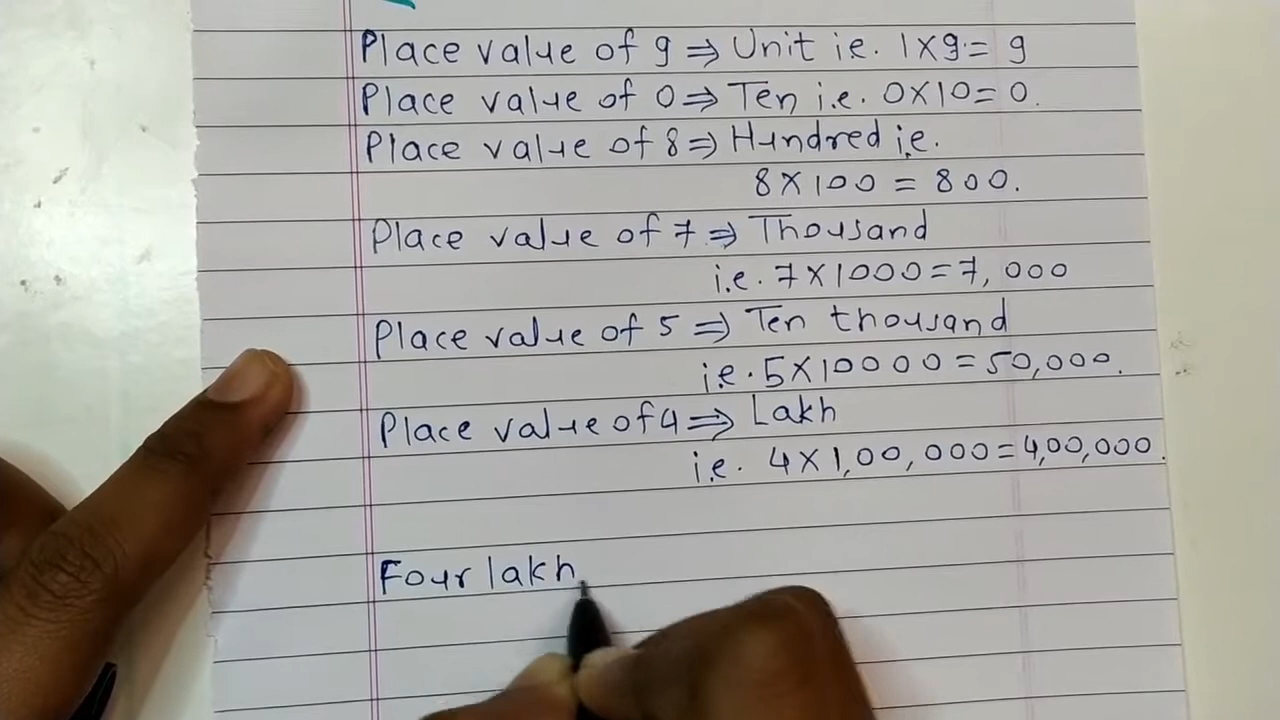 Place value of 9 ⇒ Unit i.e. 1×9 = 9
Place value of 0 ⇒ Ten i.e. 0×10 = 0.
Place value of 8 ⇒ Hundred i.e.
8×100 = 800.
Place value of 7 ⇒ Thousand
i.e. 7×1000 = 7,000
Place value of 5 ⇒ Ten thousand
i.e. 5×10000 = 50,000.
Place value of 4 ⇒ Lakh
i.e. 4×1,00,000 = 4,00,000.
Four lakh